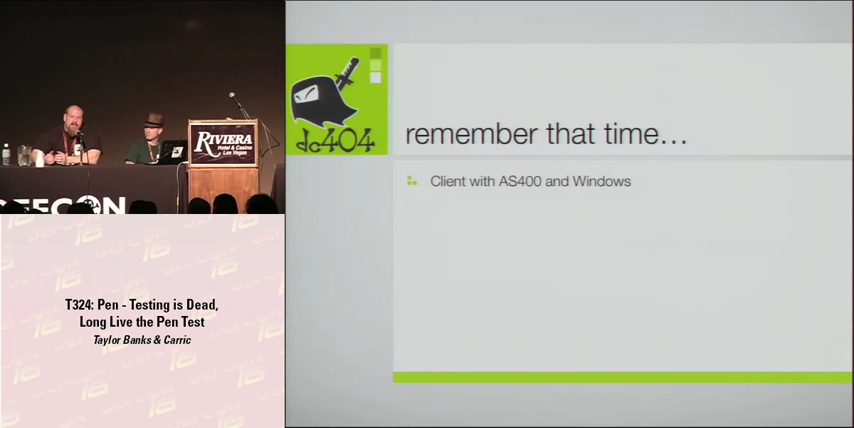 RIVIERA
Hotel & Casino
Las Vegas
DEFCON
T324: Pen - Testing is Dead,
Long Live the Pen Test
Taylor Banks & Carric
dc404
remember that time…
Client with AS400 and Windows